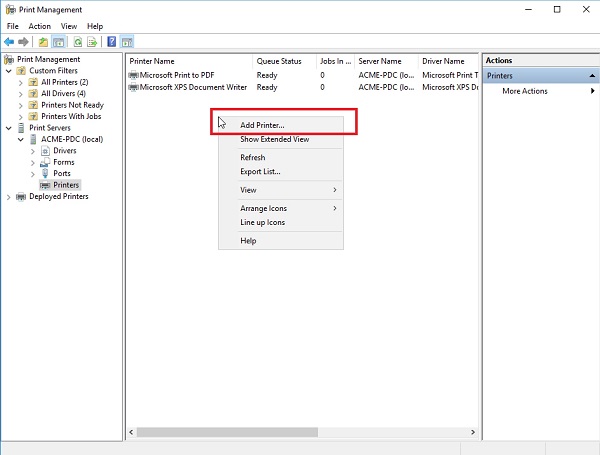 Print Management
File Action View Help
Print Management
Custom Filters
All Printers (2)
All Drivers (4)
Printers Not Ready
Printers With Jobs
Print Servers
ACME-PDC (local)
Drivers
Forms
Ports
Printers
Deployed Printers
Printer Name Queue Status Jobs In ... Server Name Driver Name
Microsoft Print to PDF Ready 0 ACME-PDC (lo... Microsoft Print T
Microsoft XPS Document Writer Ready 0 ACME-PDC (lo... Microsoft XPS D
Add Printer...
Show Extended View
Refresh
Export List...
View
Arrange Icons
Line up Icons
Help
Actions
Printers
More Actions